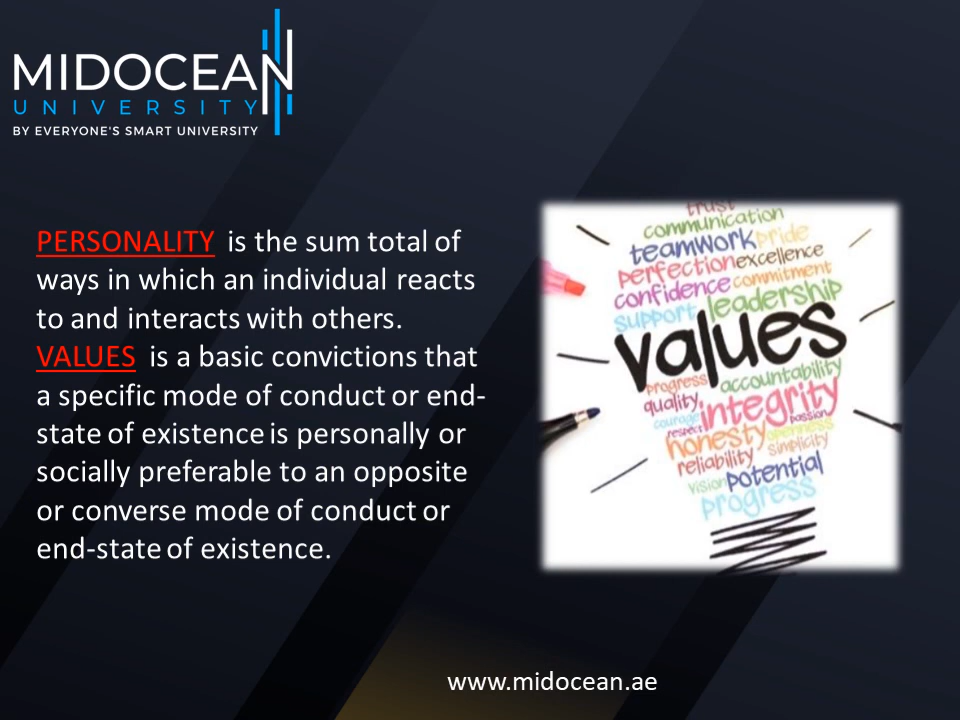 MIDOCEAN
UNIVERSITY
BY EVERYONE'S SMART UNIVERSITY
PERSONALITY is the sum total of
ways in which an individual reacts
to and interacts with others.
VALUES is a basic convictions that
a specific mode of conduct or end-
state of existence is personally or
socially preferable to an opposite
or converse mode of conduct or
end-state of existence.
trust
communication
teamwork pride
perfection excellence
confidence commitment
support leadership
values
progress accountability
quality integrity
courage passion
respect openness
honesty simplicity
reliability
vision potential
progress
www.midocean.ae